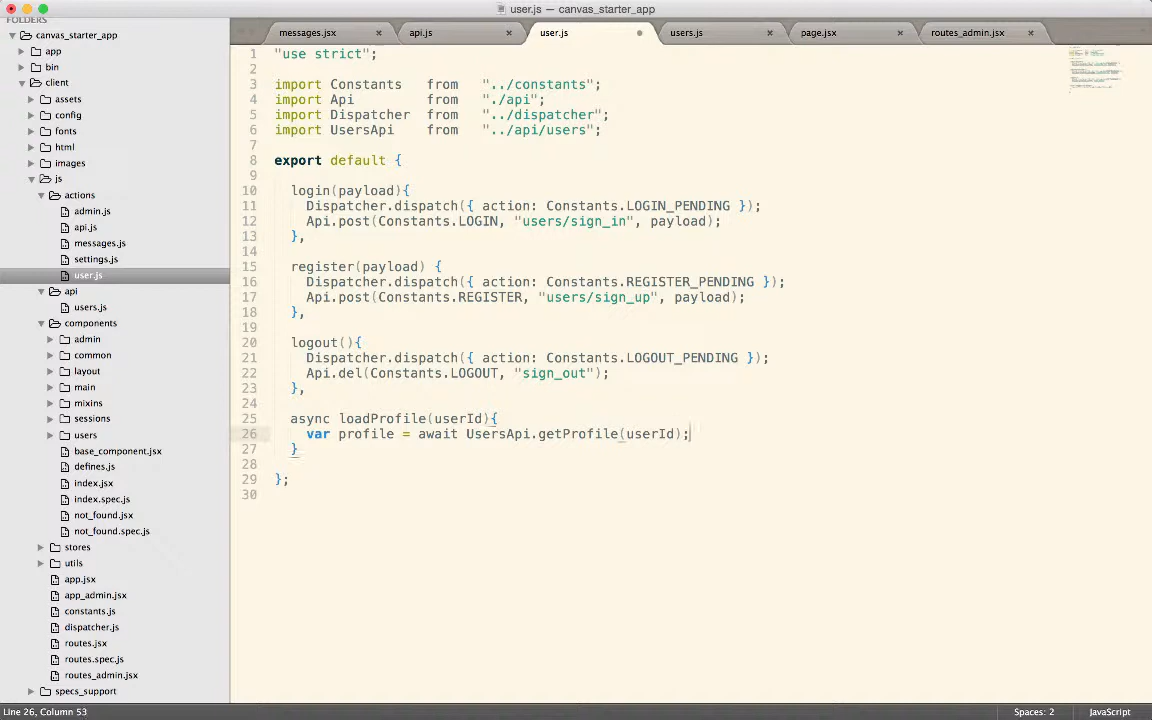 user.js — canvas_starter_app
FOLDERS
canvas_starter_app
app
bin
client
assets
config
fonts
html
images
js
actions
admin.js
api.js
messages.js
settings.js
user.js
api
users.js
components
admin
common
layout
main
mixins
sessions
users
base_component.jsx
defines.js
index.jsx
index.spec.js
not_found.jsx
not_found.spec.js
stores
utils
app.jsx
app_admin.jsx
constants.js
dispatcher.js
routes.jsx
routes.spec.js
routes_admin.jsx
specs_support
messages.jsx × api.js × user.js users.js × page.jsx × routes_admin.jsx ×
1 "use strict";
2
3 import Constants from "../constants";
4 import Api from "./api";
5 import Dispatcher from "../dispatcher";
6 import UsersApi from "../api/users";
7
8 export default {
9
10 login(payload){
11 Dispatcher.dispatch({ action: Constants.LOGIN_PENDING });
12 Api.post(Constants.LOGIN, "users/sign_in", payload);
13 },
14
15 register(payload) {
16 Dispatcher.dispatch({ action: Constants.REGISTER_PENDING });
17 Api.post(Constants.REGISTER, "users/sign_up", payload);
18 },
19
20 logout(){
21 Dispatcher.dispatch({ action: Constants.LOGOUT_PENDING });
22 Api.del(Constants.LOGOUT, "sign_out");
23 },
24
25 async loadProfile(userId){
26 var profile = await UsersApi.getProfile(userId);
27 }
28
29 };
30
Line 26, Column 53 Spaces: 2 JavaScript